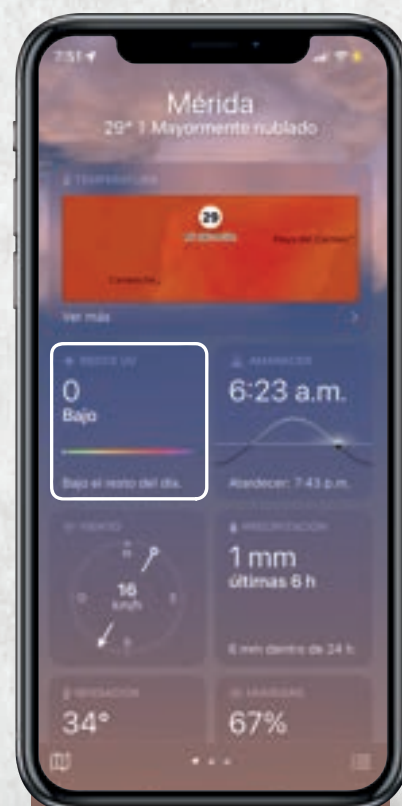 7:51
Mérida
29° | Mayormente nublado
TEMPERATURA
29
Ver más
ÍNDICE UV
0
Bajo
Bajo el resto del día.
AMANECER
6:23 a.m.
Atardecer: 7:43 p.m.
VIENTO
16
km/h
PRECIPITACIÓN
1 mm
últimas 6 h
6 mm dentro de 24 h.
SENSACIÓN
34°
HUMEDAD
67%